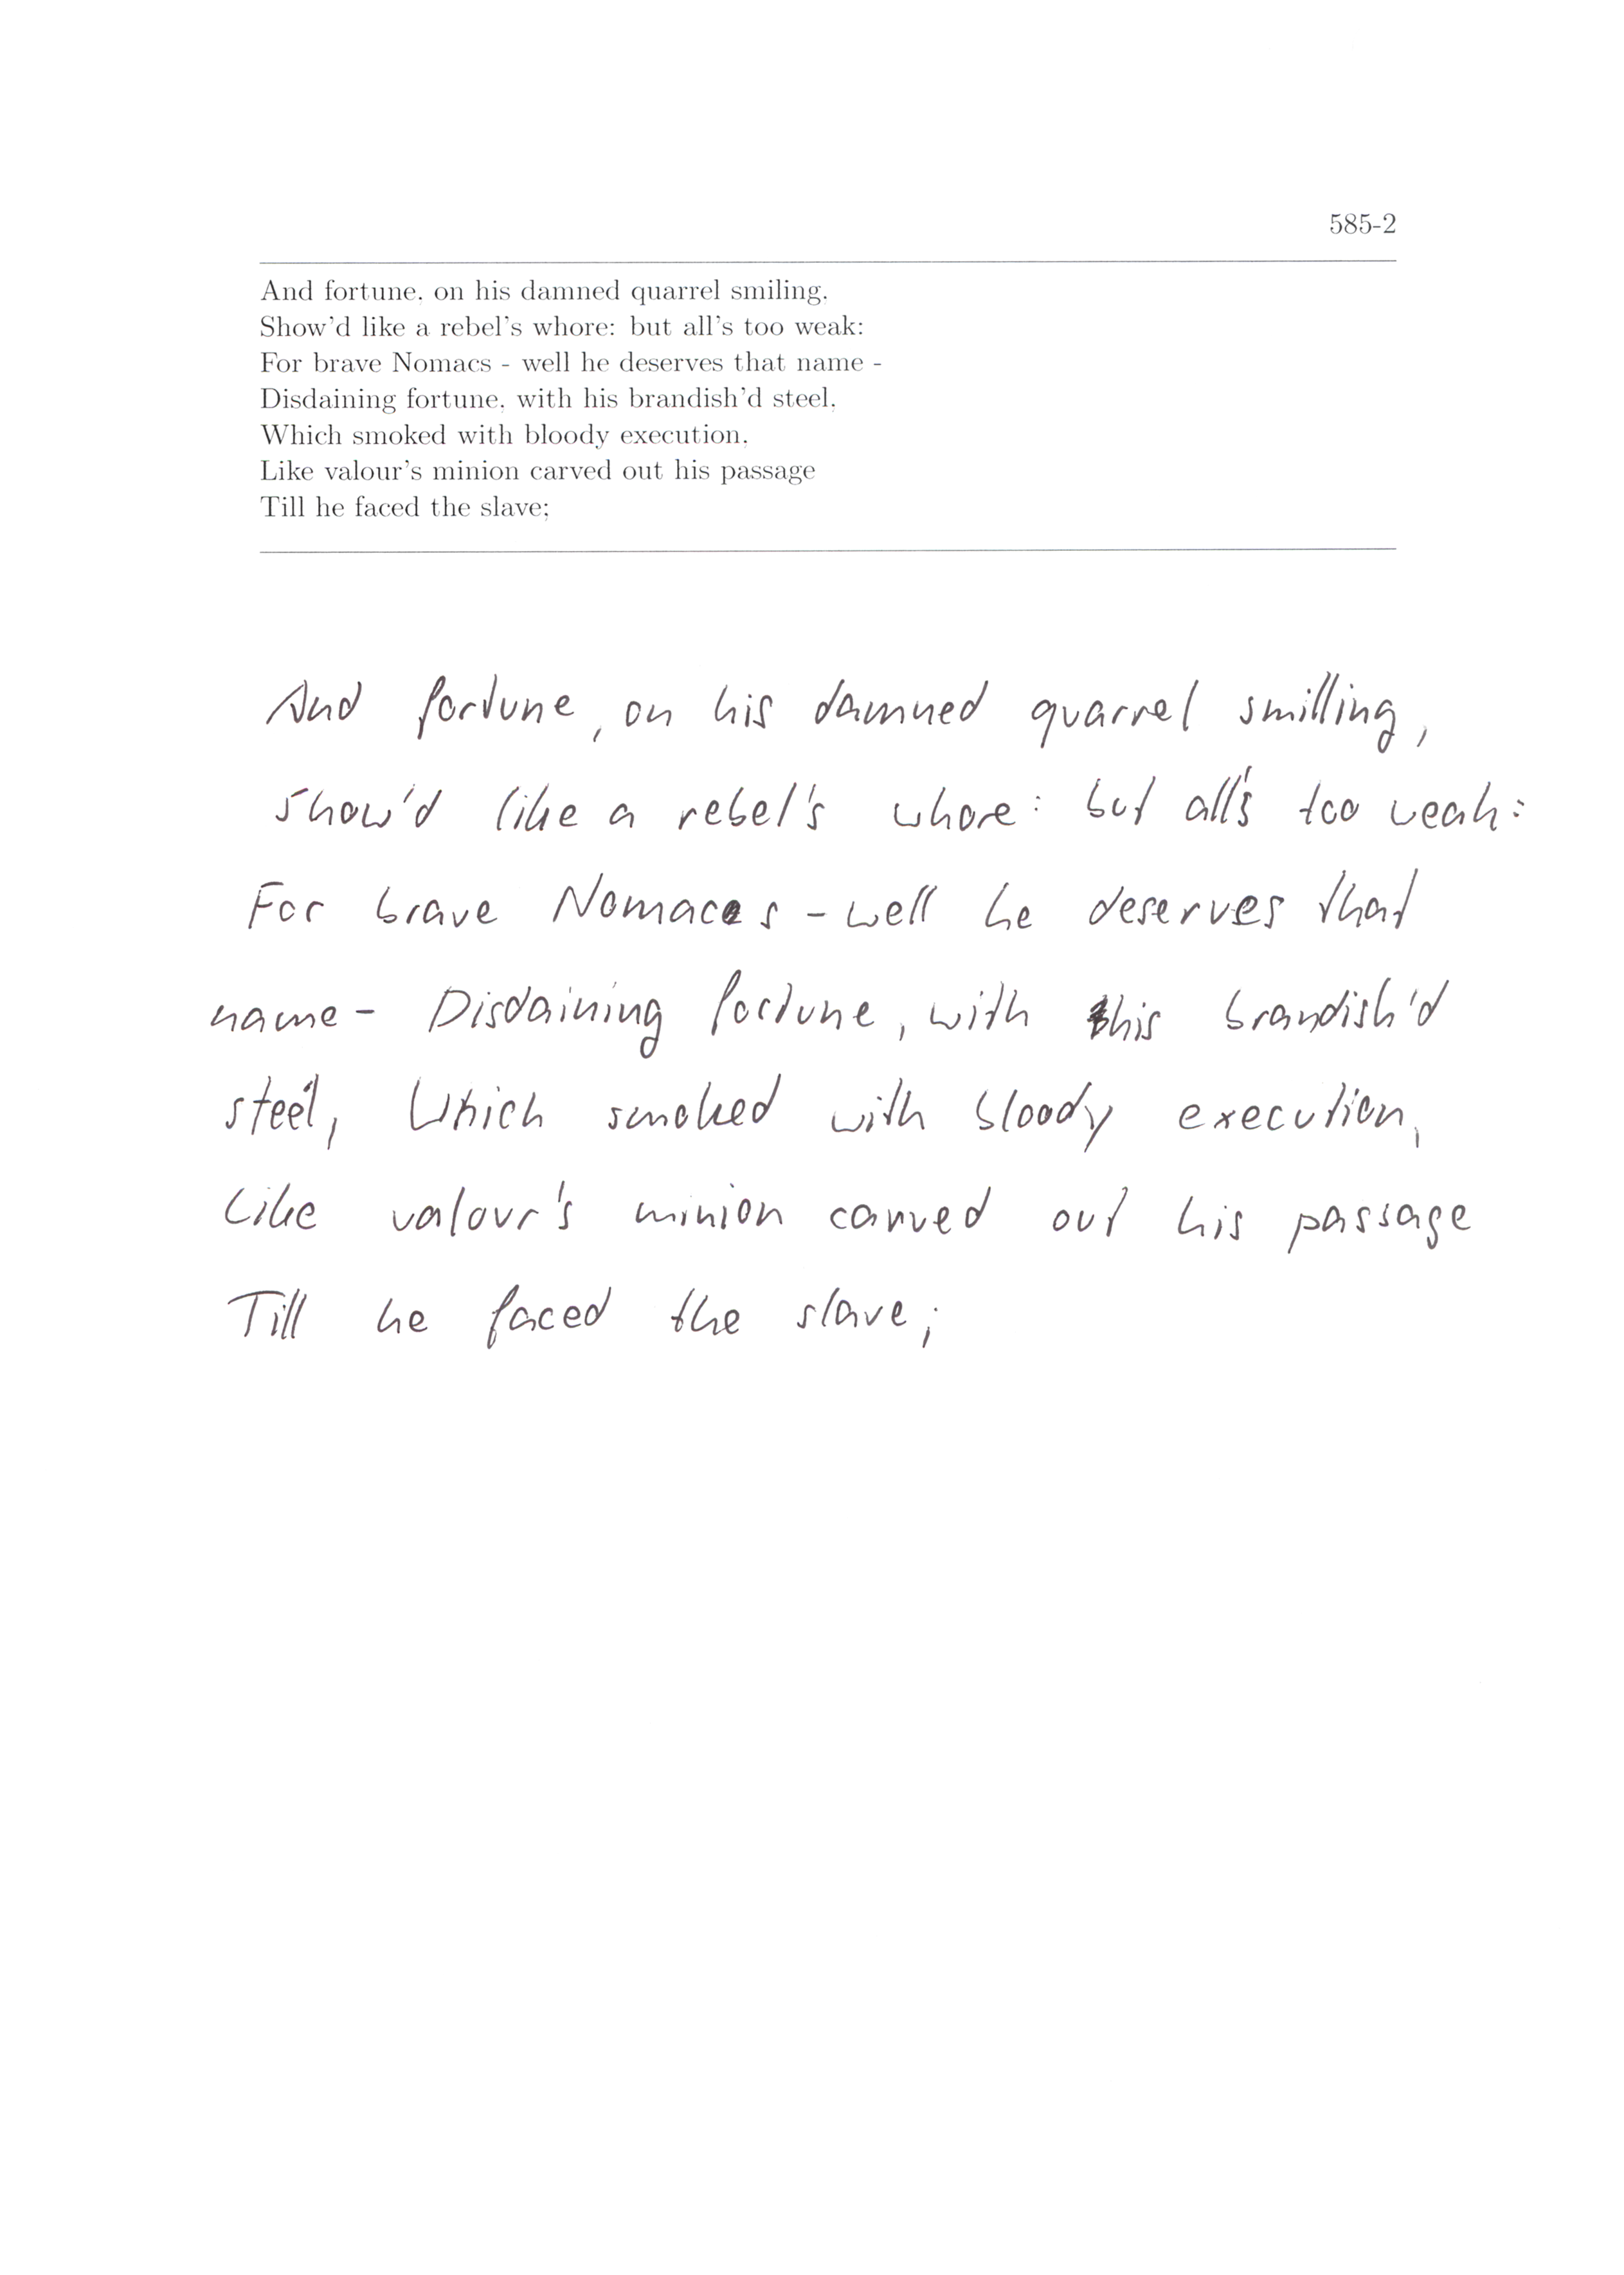 585-2
And fortune, on his damned quarrel smiling,
Show'd like a rebel's whore: but all's too weak:
For brave Nomacs - well he deserves that name -
Disdaining fortune, with his brandish'd steel,
Which smoked with bloody execution,
Like valour's minion carved out his passage
Till he faced the slave;
And fortune, on his damned quarrel smilling,
Show'd like a rebel's whore: but all's too weak:
For brave Nomacs - well he deserves that
name - Disdaining fortune, with his brandish'd
steel, Which smoked with bloody execution,
Like valour's minion carved out his passage
Till he faced the slave;